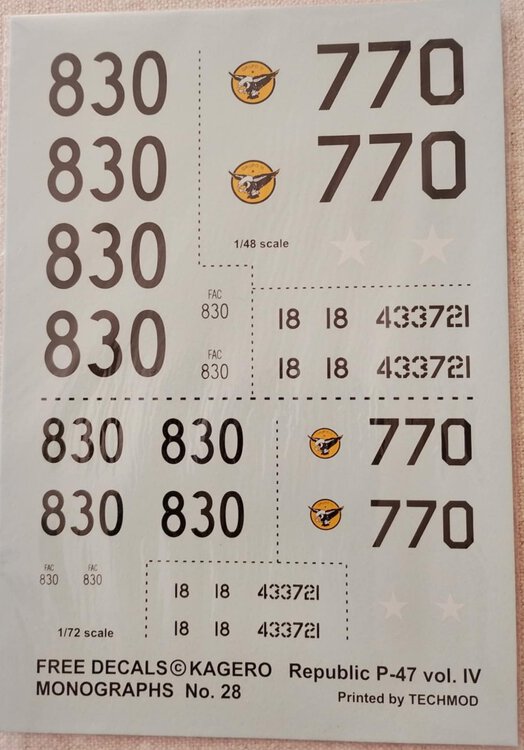 830 770
830 770
830
1/48 scale
830
FAC
830
FAC
830
18 18 433721
18 18 433721
830 830 770
830 830 770
FAC FAC
830 830
18 18 433721
18 18 433721
1/72 scale
FREE DECALS © KAGERO Republic P-47 vol. IV
MONOGRAPHS No. 28 Printed by TECHMOD